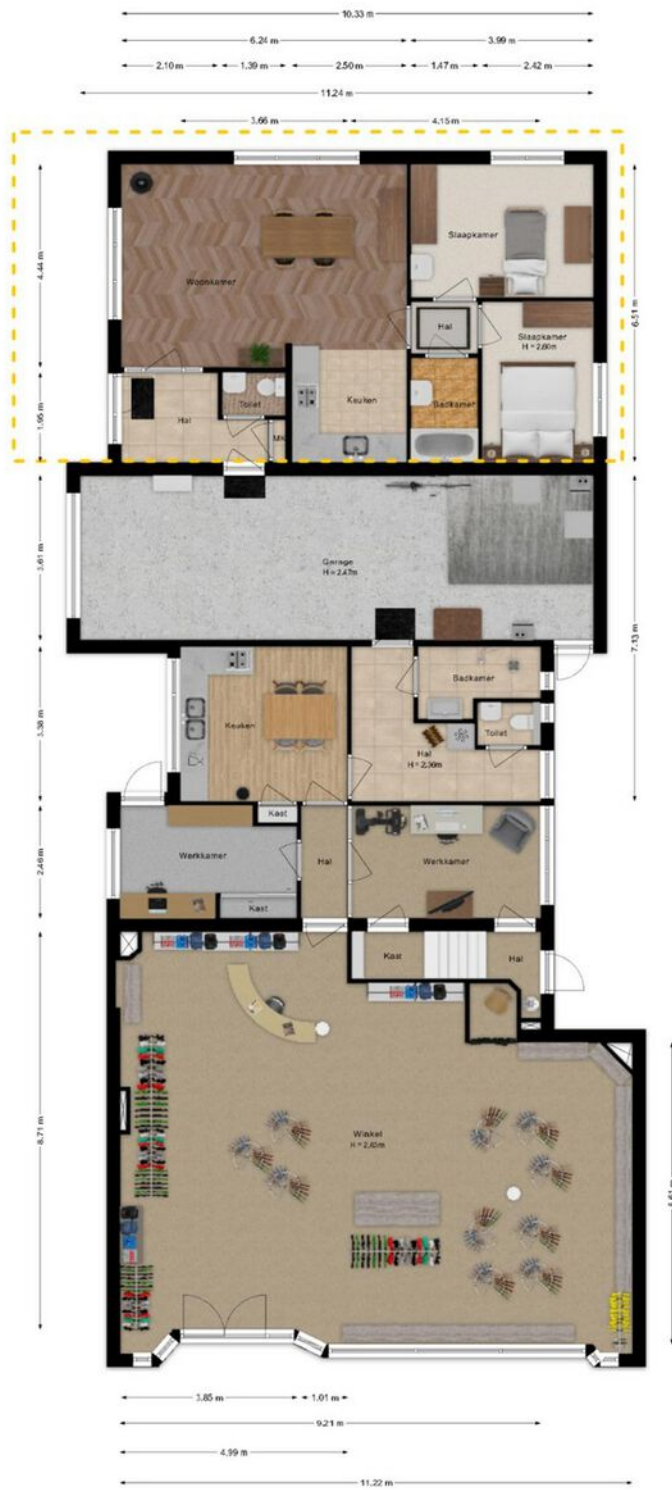 10.33 m
6.24 m
3.99 m
2.10 m
1.39 m
2.50 m
1.47 m
2.42 m
11.24 m
3.66 m
4.15 m
4.44 m
6.51 m
Woonkamer
Slaapkamer
Hal
Slaapkamer
H = 2.60m
1.95 m
Hal
Toilet
MK
Keuken
Badkamer
3.61 m
Garage
H = 2.47m
7.13 m
3.38 m
Keuken
Badkamer
Toilet
Hal
H = 2.36m
2.46 m
Kast
Werkkamer
Hal
Werkkamer
Kast
Kast
Hal
8.71 m
Winkel
3.85 m
1.01 m
9.21 m
4.99 m
11.22 m